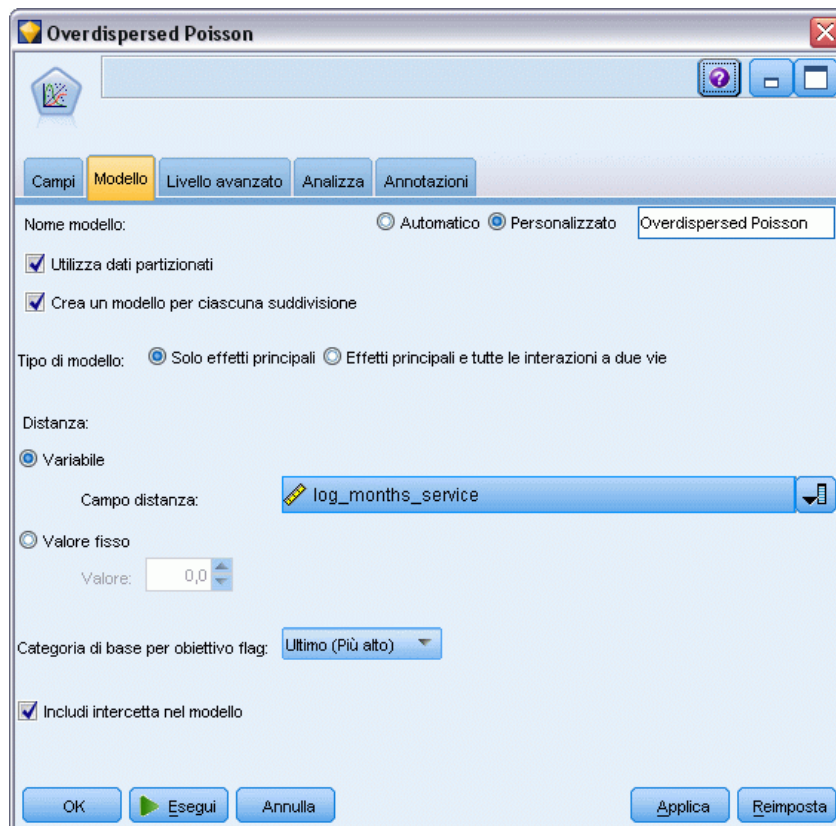 Overdispersed Poisson
Campi Modello Livello avanzato Analizza Annotazioni
Nome modello: Automatico Personalizzato Overdispersed Poisson
Utilizza dati partizionati
Crea un modello per ciascuna suddivisione
Tipo di modello: Solo effetti principali Effetti principali e tutte le interazioni a due vie
Distanza:
Variabile
Campo distanza: log_months_service
Valore fisso
Valore: 0,0
Categoria di base per obiettivo flag: Ultimo (Più alto)
Includi intercetta nel modello
OK Esegui Annulla Applica Reimposta